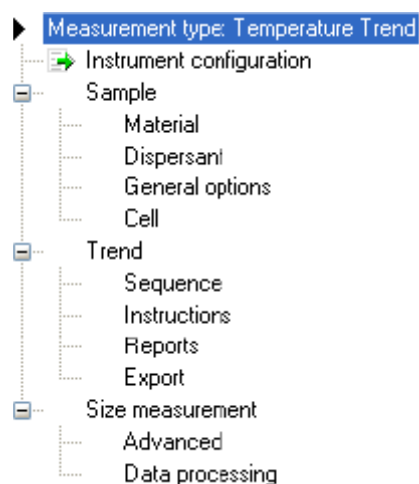 Measurement type: Temperature Trend
Instrument configuration
Sample
Material
Dispersant
General options
Cell
Trend
Sequence
Instructions
Reports
Export
Size measurement
Advanced
Data processing